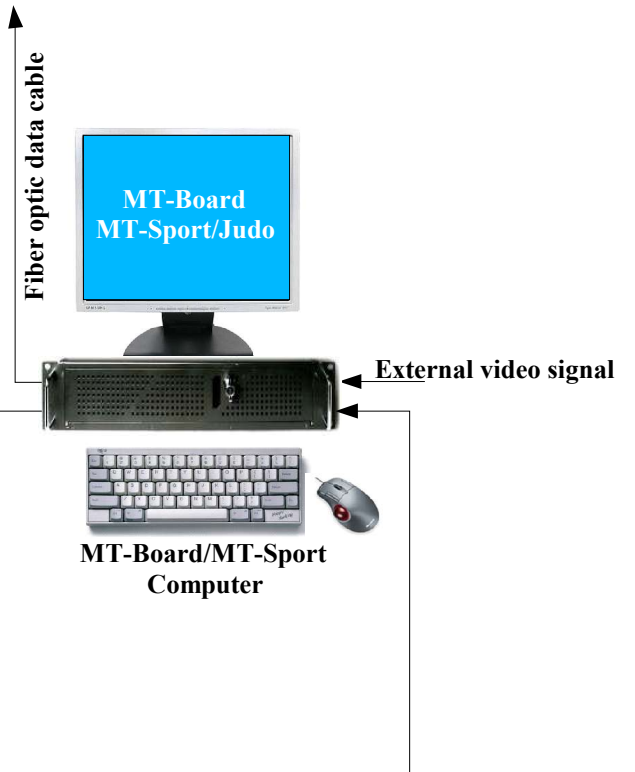 Fiber optic data cable
MT-Board
MT-Sport/Judo
External video signal
MT-Board/MT-Sport
Computer